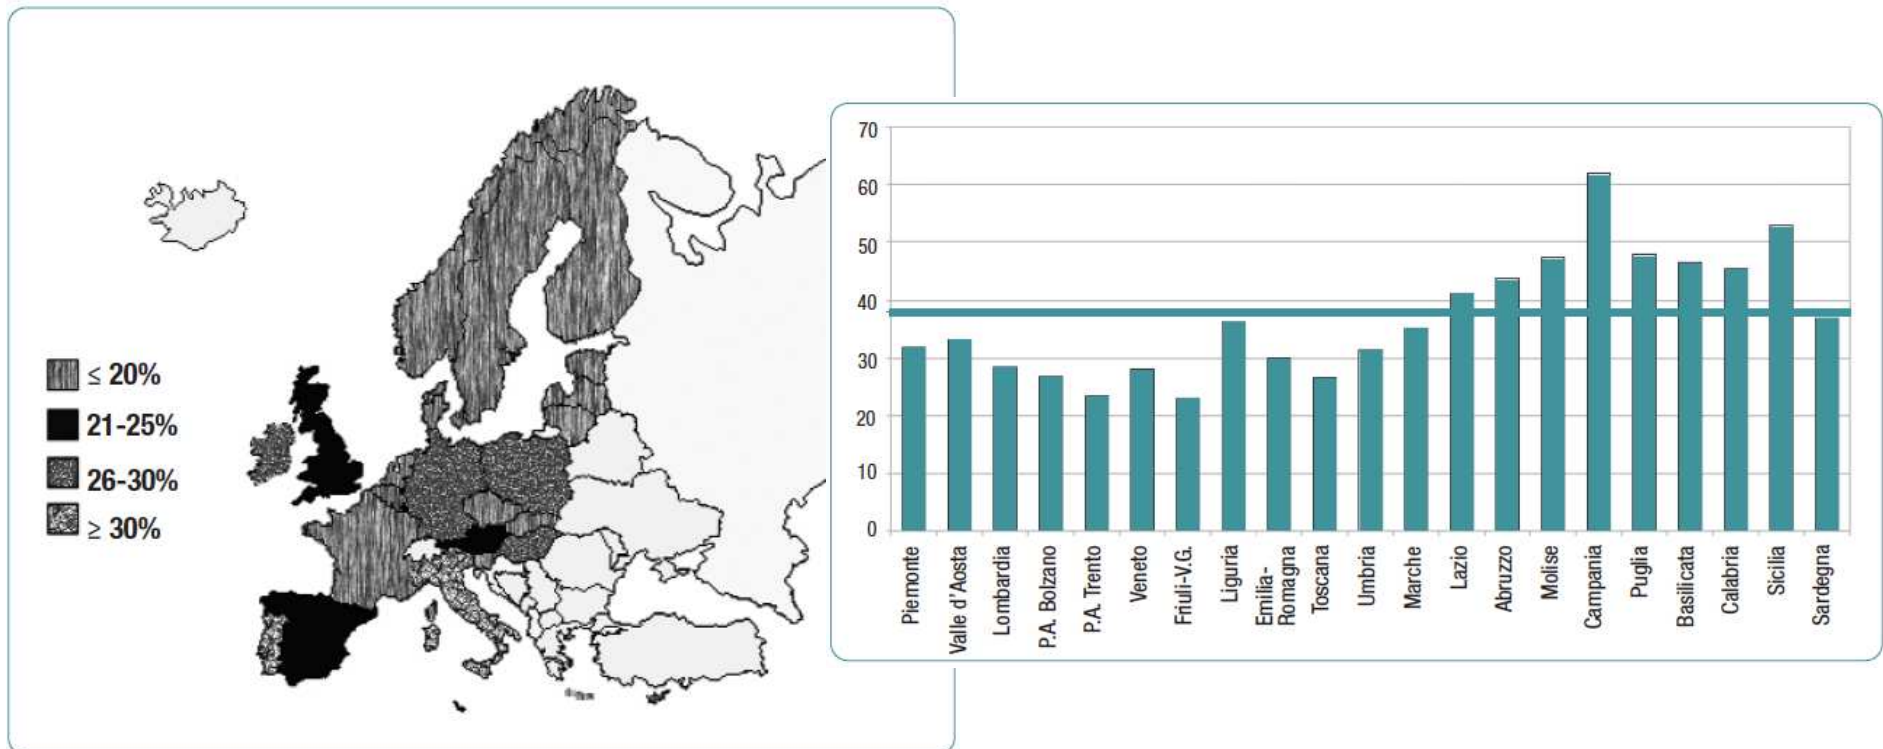 ≤ 20%
21-25%
26-30%
≥ 30%
70
60
50
40
30
20
10
0
Piemonte
Valle d'Aosta
Lombardia
P.A. Bolzano
P.A. Trento
Veneto
Friuli-V.G.
Liguria
Emilia-
Romagna
Toscana
Umbria
Marche
Lazio
Abruzzo
Molise
Campania
Puglia
Basilicata
Calabria
Sicilia
Sardegna